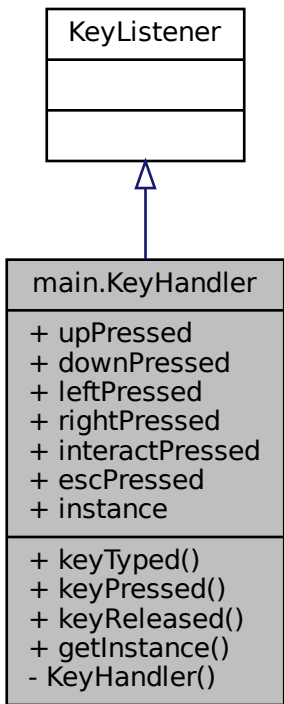 KeyListener
main.KeyHandler
+ upPressed
+ downPressed
+ leftPressed
+ rightPressed
+ interactPressed
+ escPressed
+ instance
+ keyTyped()
+ keyPressed()
+ keyReleased()
+ getInstance()
- KeyHandler()